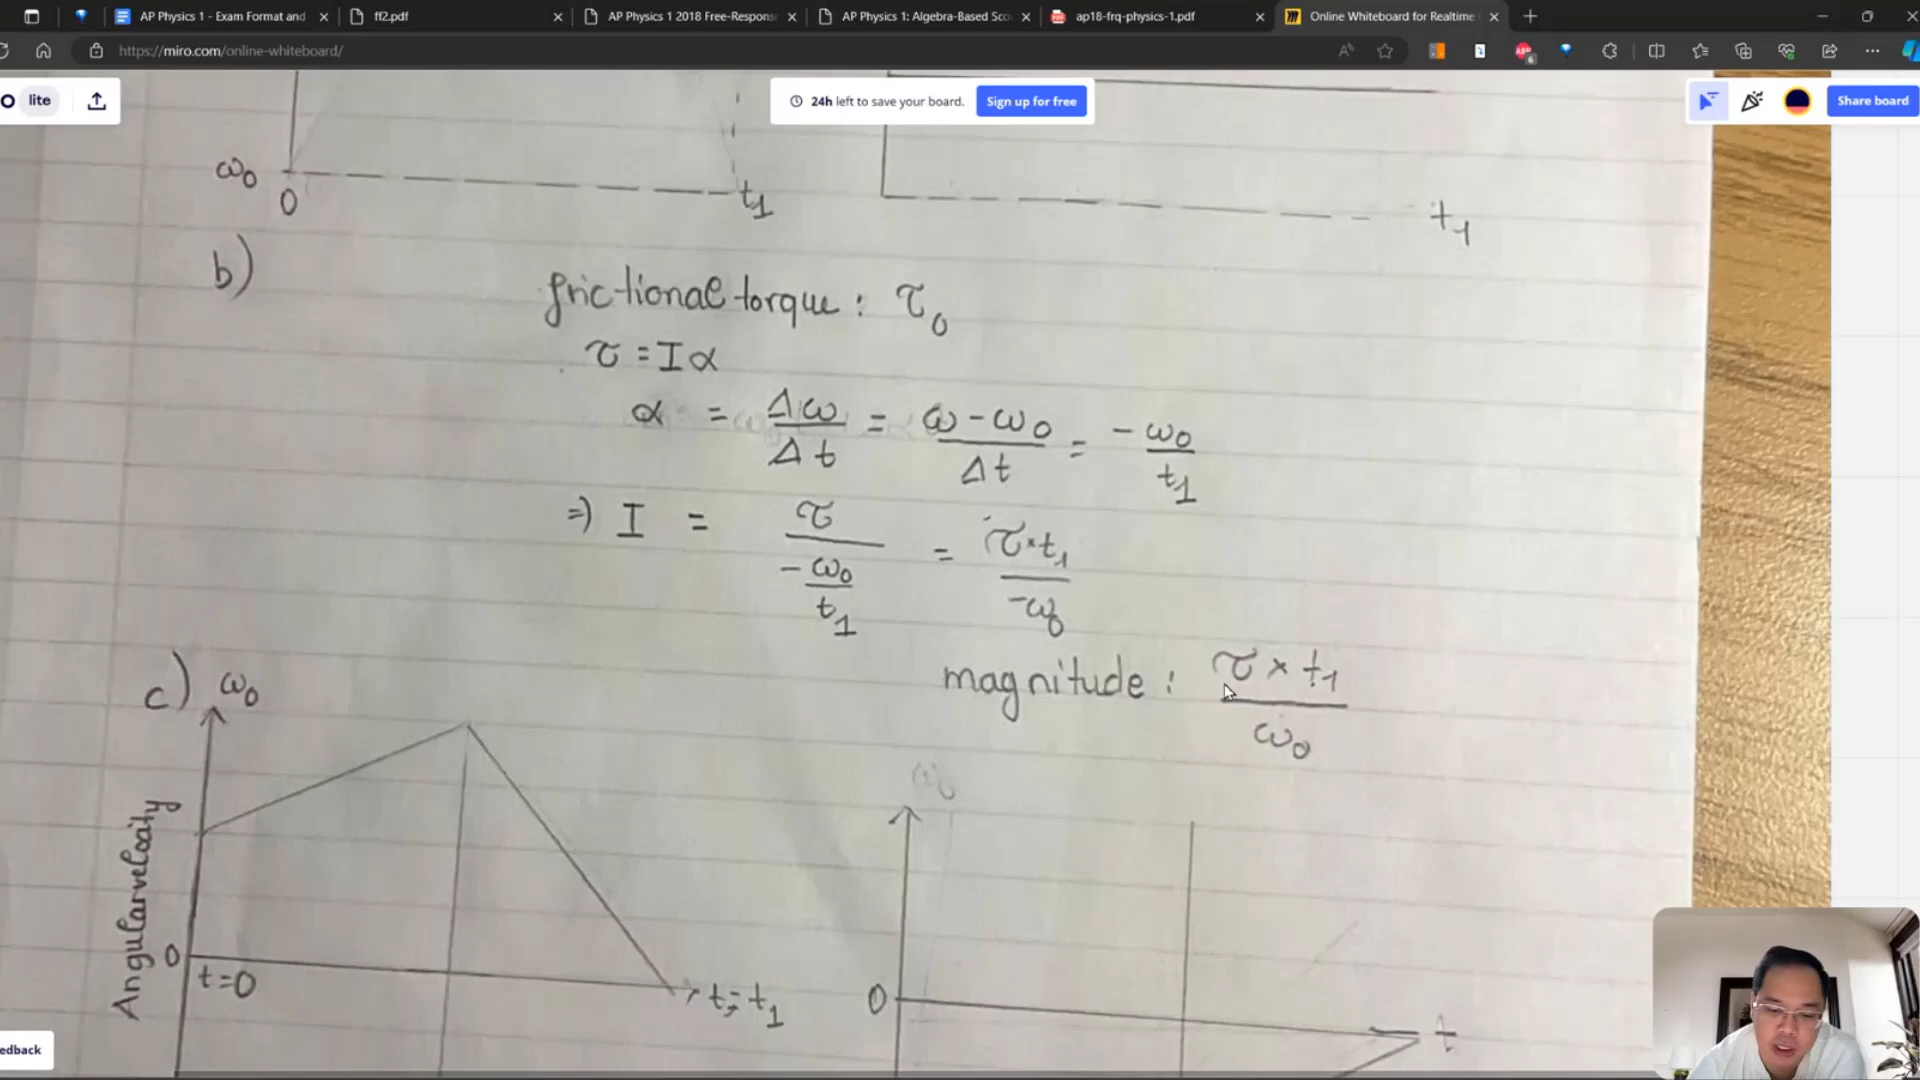 AP Physics 1 - Exam Format and
ff2.pdf
AP Physics 1 2018 Free-Respons
AP Physics 1: Algebra-Based Sco
ap18-frq-physics-1.pdf
Online Whiteboard for Realtime
https://miro.com/online-whiteboard/
lite
24h left to save your board.
Sign up for free
Share board
ω₀
0
t₁
t₁
b)
frictional torque : τ₀
τ = Iα
α = Δω/Δt = (ω - ω₀)/Δt = -ω₀/t₁
⇒ I = τ/(-ω₀/t₁) = τ × t₁/-ω₀
magnitude : τ × t₁/ω₀
c) ω₀
Angularvelocity
0
t=0
t = t₁
0
t
edback